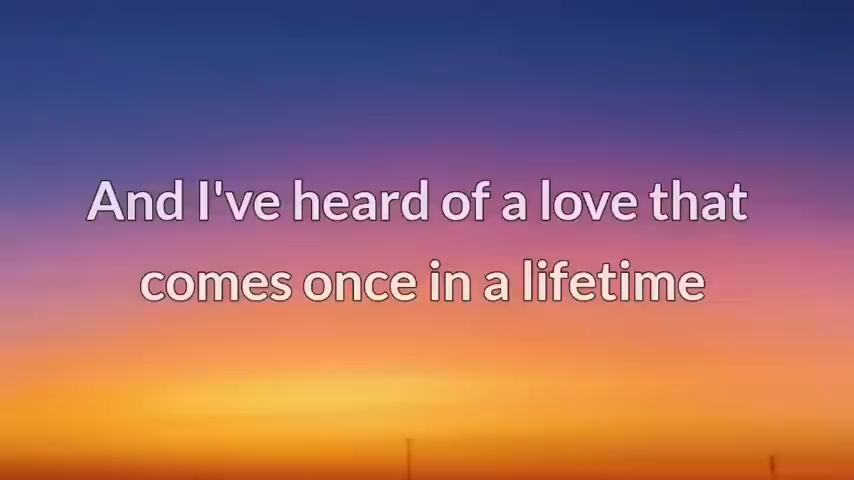 And I've heard of a love that
comes once in a lifetime